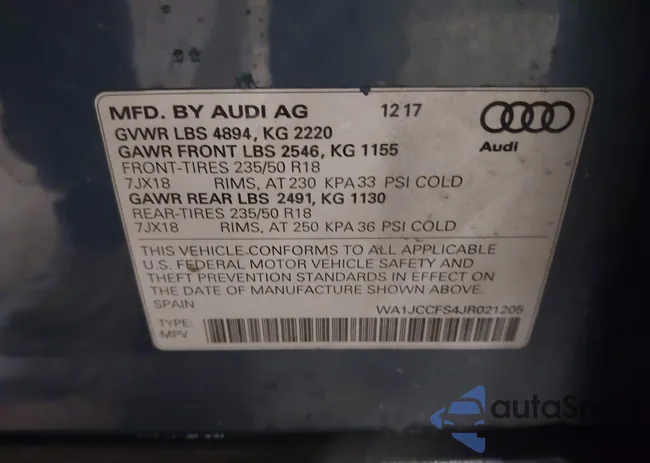 MFD. BY AUDI AG 12 17
GVWR LBS 4894, KG 2220
GAWR FRONT LBS 2546, KG 1155
FRONT-TIRES 235/50 R18
7JX18 RIMS, AT 230 KPA 33 PSI COLD
GAWR REAR LBS 2491, KG 1130
REAR-TIRES 235/50 R18
7JX18 RIMS, AT 250 KPA 36 PSI COLD
Audi
THIS VEHICLE CONFORMS TO ALL APPLICABLE
U.S. FEDERAL MOTOR VEHICLE SAFETY AND
THEFT PREVENTION STANDARDS IN EFFECT ON
THE DATE OF MANUFACTURE SHOWN ABOVE.
SPAIN WA1JCCFS4JR021205
TYPE:
MPV